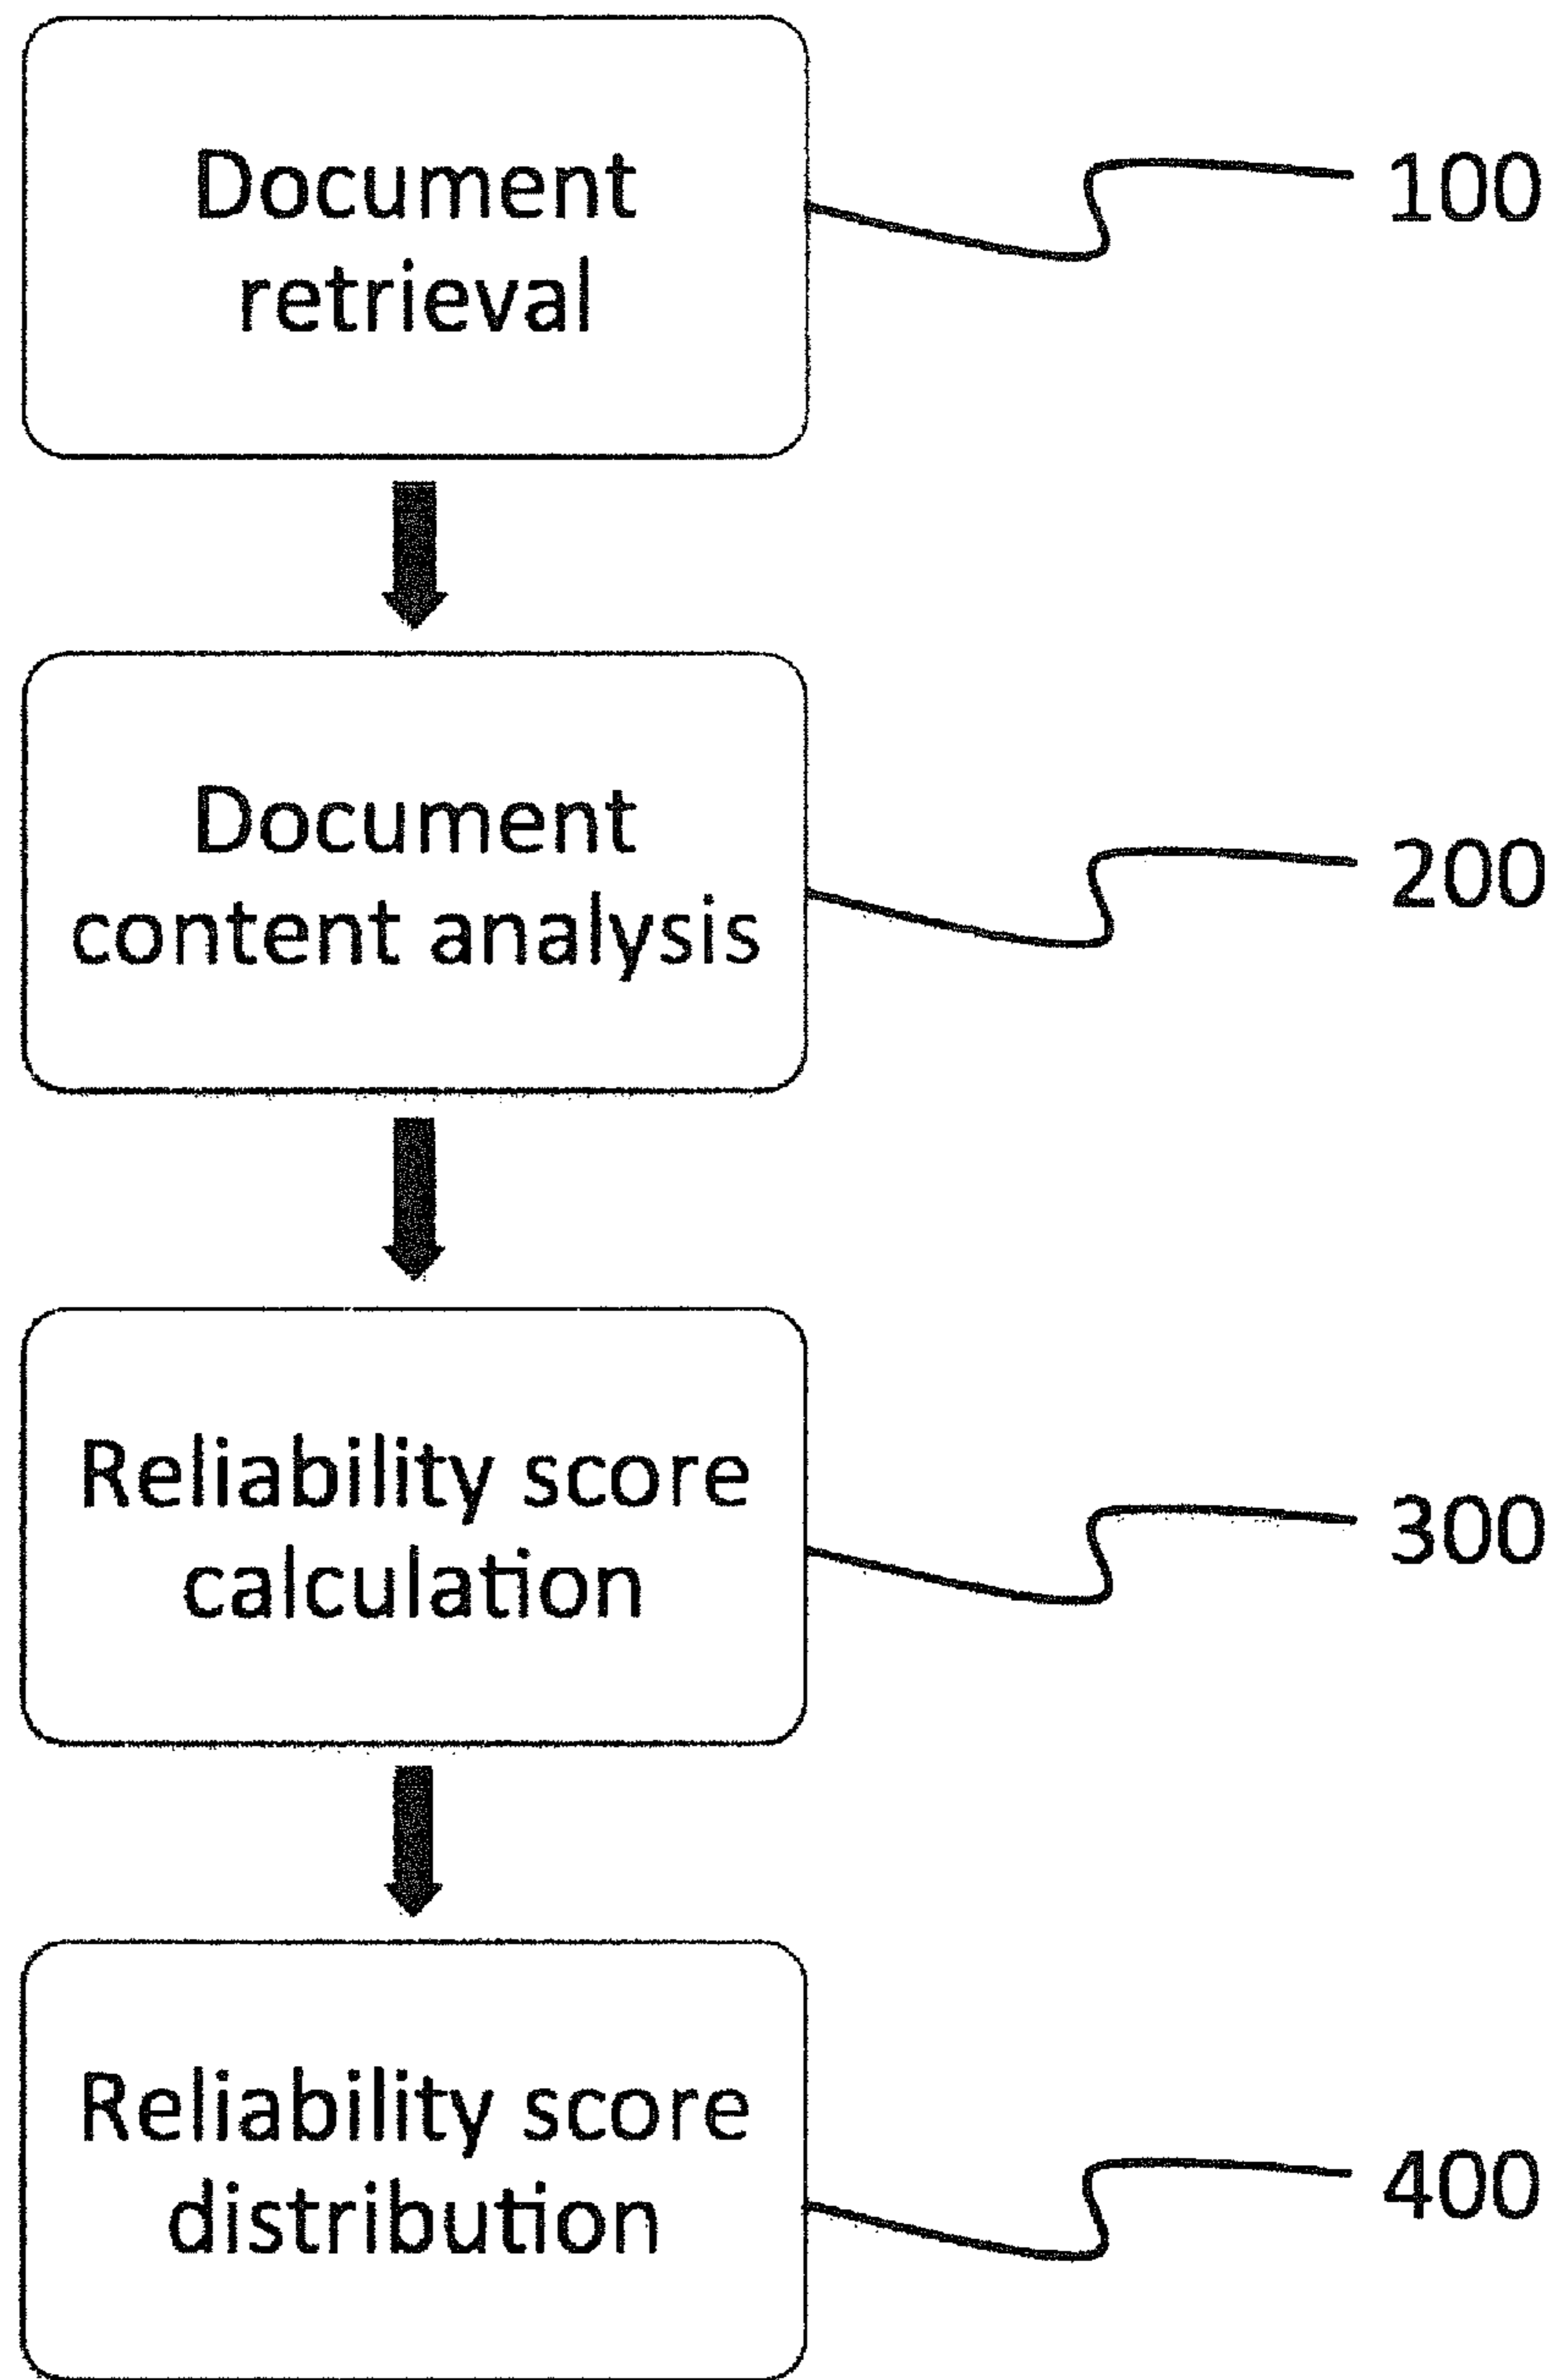 Document
retrieval
100
Document
content analysis
200
Reliability score
calculation
300
Reliability score
distribution
400